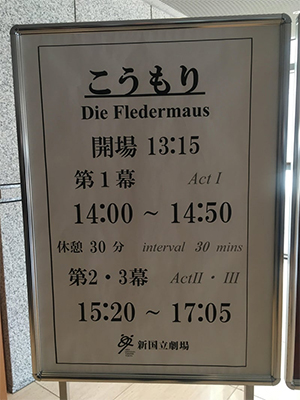 こうもり
Die Fledermaus
開場 13:15
第1幕 Act I
14:00 ~ 14:50
休憩 30 分 interval 30 mins
第2・3幕 ActII・III
15:20 ~ 17:05
新国立劇場